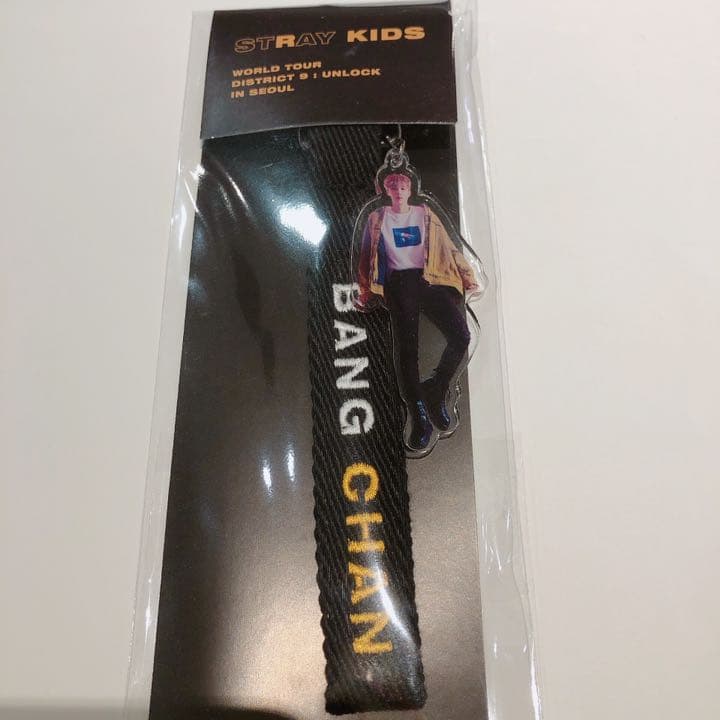 STRAY KIDS
WORLD TOUR
DISTRICT 9 : UNLOCK
IN SEOUL
BANG CHAN